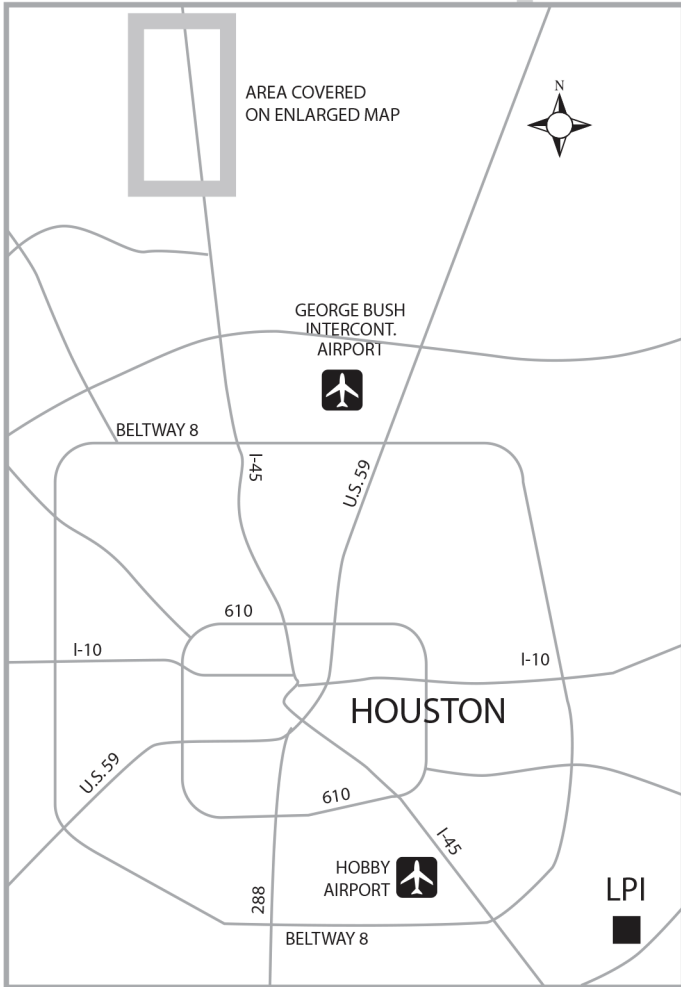 AREA COVERED
ON ENLARGED MAP
N
GEORGE BUSH
INTERCONT.
AIRPORT
BELTWAY 8
I-45
U.S. 59
610
I-10
I-10
HOUSTON
U.S.59
610
I-45
HOBBY
AIRPORT
LPI
288
BELTWAY 8